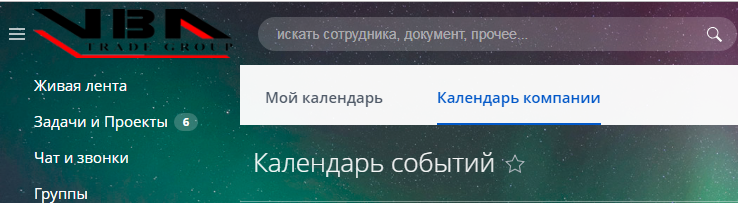 VBA
TRADE GROUP
искать сотрудника, документ, прочее...
Живая лента
Задачи и Проекты 6
Чат и звонки
Группы
Мой календарь
Календарь компании
Календарь событий